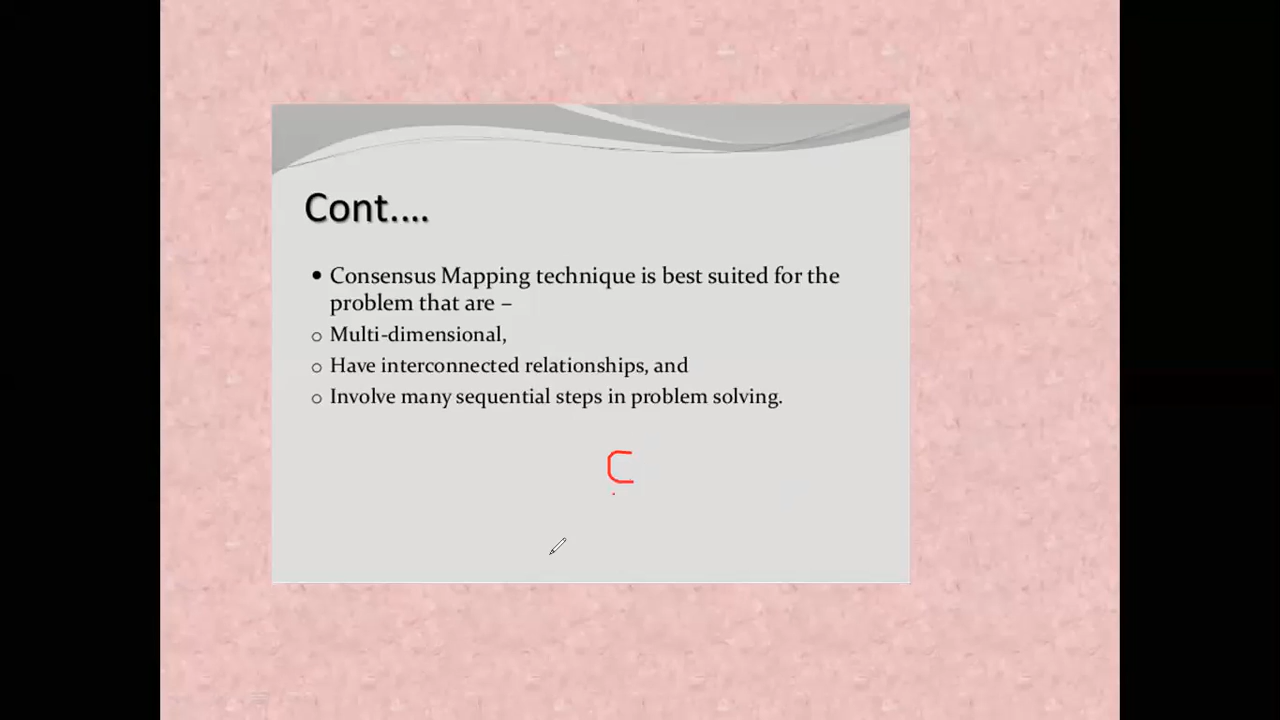 Cont....
• Consensus Mapping technique is best suited for the
problem that are –
o Multi-dimensional,
o Have interconnected relationships, and
o Involve many sequential steps in problem solving.
C